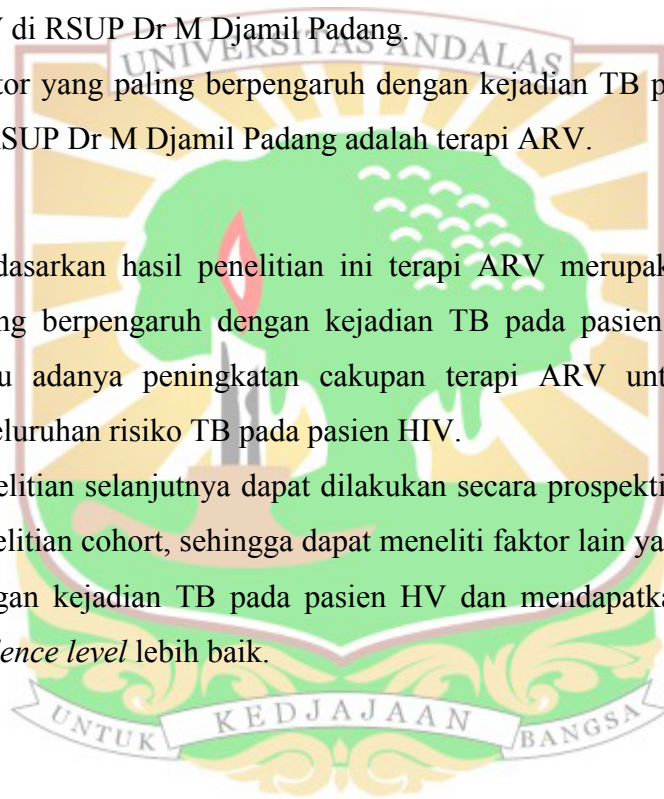 V di RSUP Dr M Djamil Padang.
UNIVERSITAS ANDALAS
tor yang paling berpengaruh dengan kejadian TB p
RSUP Dr M Djamil Padang adalah terapi ARV.
dasarkan hasil penelitian ini terapi ARV merupak
ng berpengaruh dengan kejadian TB pada pasien
u adanya peningkatan cakupan terapi ARV unt
eluruhan risiko TB pada pasien HIV.
elitian selanjutnya dapat dilakukan secara prospekti
elitian cohort, sehingga dapat meneliti faktor lain ya
gan kejadian TB pada pasien HV dan mendapatka
dence level lebih baik.
UNTUK KEDJAJAAN BANGSA